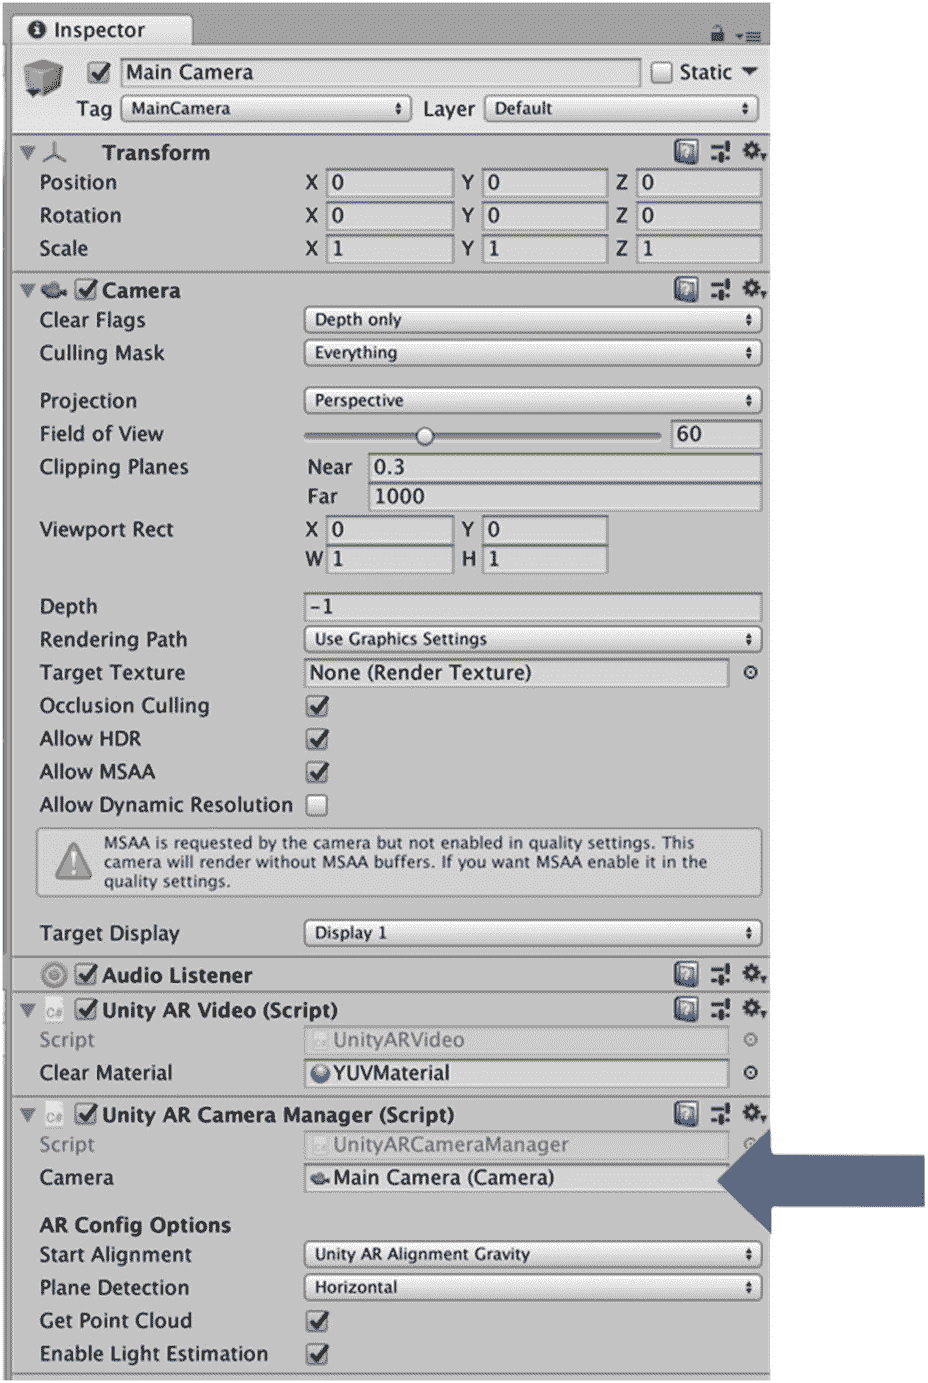 Inspector
Main Camera Static
Tag MainCamera Layer Default
Transform
Position X 0 Y 0 Z 0
Rotation X 0 Y 0 Z 0
Scale X 1 Y 1 Z 1
Camera
Clear Flags Depth only
Culling Mask Everything
Projection Perspective
Field of View 60
Clipping Planes Near 0.3
Far 1000
Viewport Rect X 0 Y 0
W 1 H 1
Depth -1
Rendering Path Use Graphics Settings
Target Texture None (Render Texture)
Occlusion Culling
Allow HDR
Allow MSAA
Allow Dynamic Resolution
MSAA is requested by the camera but not enabled in quality settings. This
camera will render without MSAA buffers. If you want MSAA enable it in the
quality settings.
Target Display Display 1
Audio Listener
C# Unity AR Video (Script)
Script UnityARVideo
Clear Material YUVMaterial
C# Unity AR Camera Manager (Script)
Script UnityARCameraManager
Camera Main Camera (Camera)
AR Config Options
Start Alignment Unity AR Alignment Gravity
Plane Detection Horizontal
Get Point Cloud
Enable Light Estimation